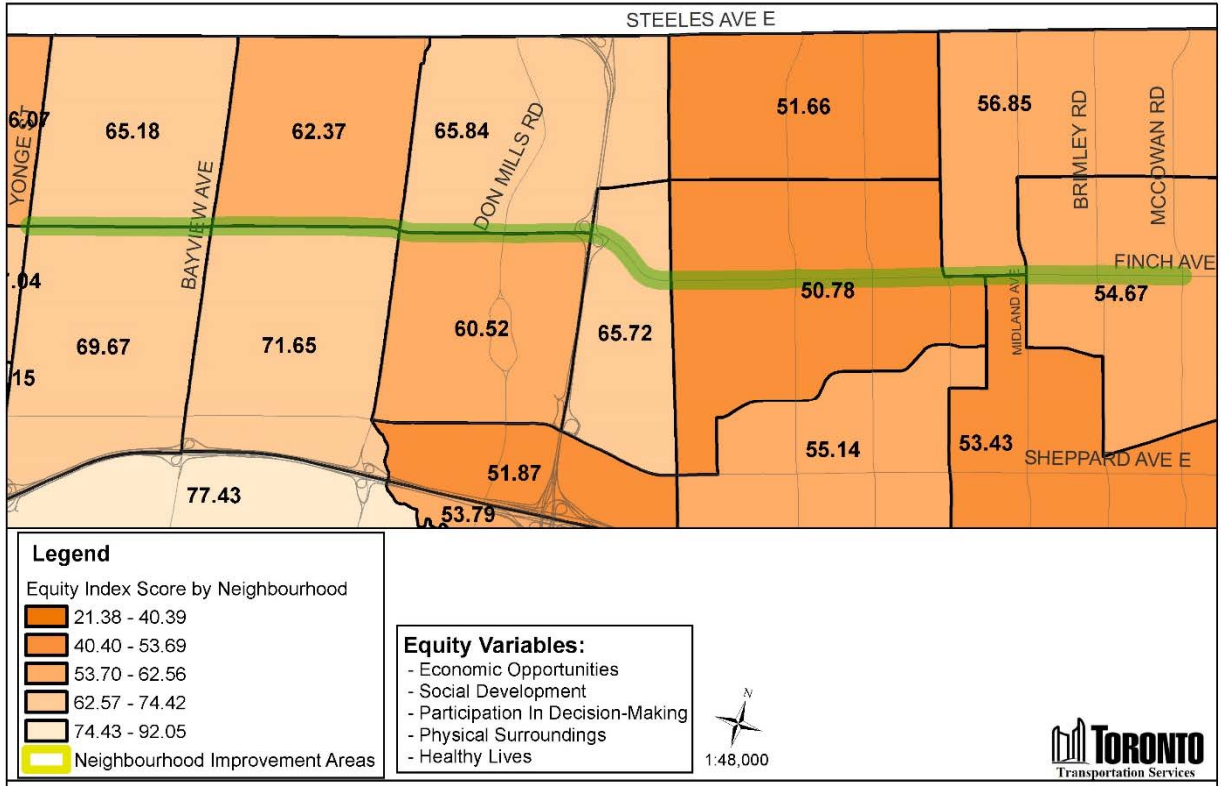 STEELES AVE E
6.07
YONGE ST
65.18
BAYVIEW AVE
62.37
65.84
DON MILLS RD
51.66
56.85
BRIMLEY RD
MCCOWAN RD
FINCH AVE
.04
69.67
71.65
60.52
65.72
50.78
MIDLAND AVE
54.67
15
77.43
51.87
53.79
55.14
53.43
SHEPPARD AVE E
Legend
Equity Index Score by Neighbourhood
21.38 - 40.39
40.40 - 53.69
53.70 - 62.56
62.57 - 74.42
74.43 - 92.05
Neighbourhood Improvement Areas
Equity Variables:
- Economic Opportunities
- Social Development
- Participation In Decision-Making
- Physical Surroundings
- Healthy Lives
N
1:48,000
TORONTO
Transportation Services